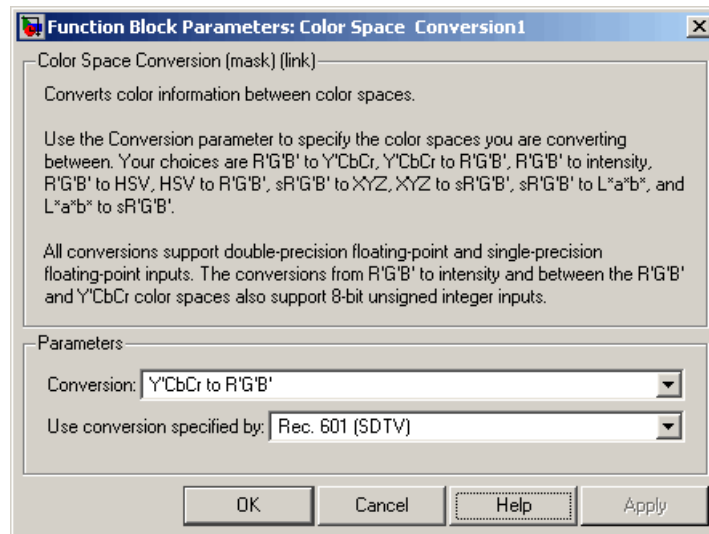 Function Block Parameters: Color Space Conversion1
Color Space Conversion (mask) (link)
Converts color information between color spaces.
Use the Conversion parameter to specify the color spaces you are converting
between. Your choices are R'G'B' to Y'CbCr, Y'CbCr to R'G'B', R'G'B' to intensity,
R'G'B' to HSV, HSV to R'G'B', sR'G'B' to XYZ, XYZ to sR'G'B', sR'G'B' to L*a*b*, and
L*a*b* to sR'G'B'.
All conversions support double-precision floating-point and single-precision
floating-point inputs. The conversions from R'G'B' to intensity and between the R'G'B'
and Y'CbCr color spaces also support 8-bit unsigned integer inputs.
Parameters
Conversion: Y'CbCr to R'G'B'
Use conversion specified by: Rec. 601 (SDTV)
OK Cancel Help Apply